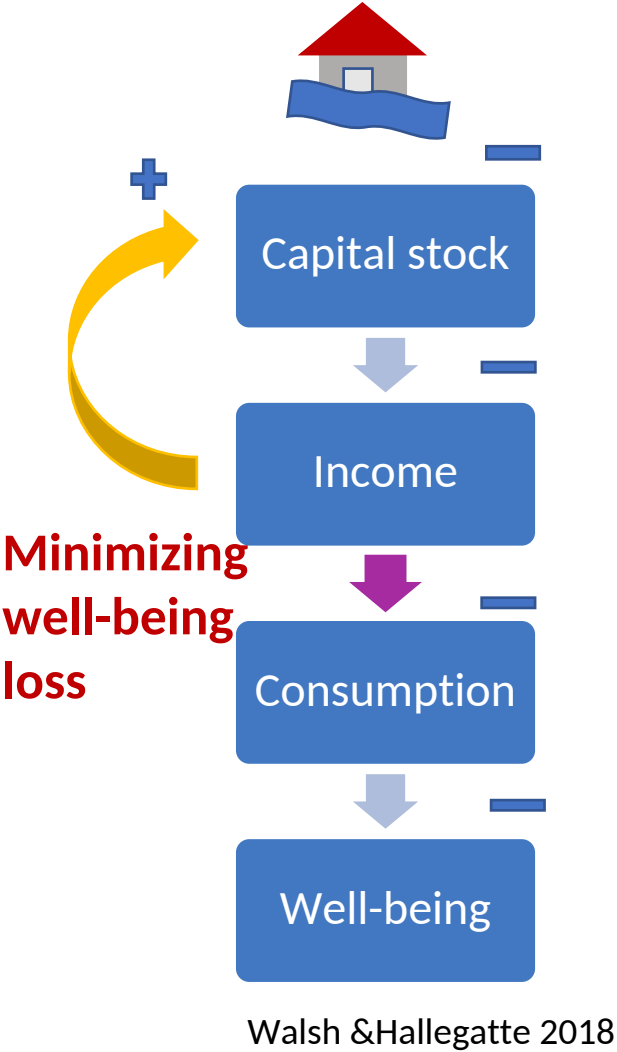 Capital stock
Income
Minimizing
well-being
loss
Consumption
Well-being
Walsh &Hallegatte 2018